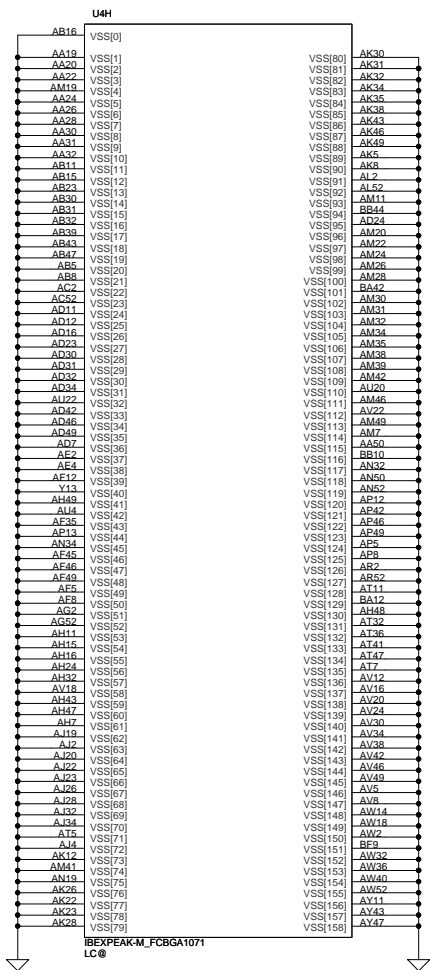 U4H
AB16 VSS[0]
AA19 VSS[1] VSS[80] AK30
AA20 VSS[2] VSS[81] AK31
AA22 VSS[3] VSS[82] AK32
AM19 VSS[4] VSS[83] AK34
AA24 VSS[5] VSS[84] AK35
AA26 VSS[6] VSS[85] AK38
AA28 VSS[7] VSS[86] AK43
AA30 VSS[8] VSS[87] AK46
AA31 VSS[9] VSS[88] AK49
AA32 VSS[10] VSS[89] AK5
AB11 VSS[11] VSS[90] AK8
AB15 VSS[12] VSS[91] AL2
AB23 VSS[13] VSS[92] AL52
AB30 VSS[14] VSS[93] AM11
AB31 VSS[15] VSS[94] BB44
AB32 VSS[16] VSS[95] AD24
AB39 VSS[17] VSS[96] AM20
AB43 VSS[18] VSS[97] AM22
AB47 VSS[19] VSS[98] AM24
AB5 VSS[20] VSS[99] AM26
AB8 VSS[21] VSS[100] AM28
AC2 VSS[22] VSS[101] BA42
AC52 VSS[23] VSS[102] AM30
AD11 VSS[24] VSS[103] AM31
AD12 VSS[25] VSS[104] AM32
AD16 VSS[26] VSS[105] AM34
AD23 VSS[27] VSS[106] AM35
AD30 VSS[28] VSS[107] AM38
AD31 VSS[29] VSS[108] AM39
AD32 VSS[30] VSS[109] AM42
AD34 VSS[31] VSS[110] AU20
AU22 VSS[32] VSS[111] AM46
AD42 VSS[33] VSS[112] AV22
AD46 VSS[34] VSS[113] AM49
AD49 VSS[35] VSS[114] AM7
AD7 VSS[36] VSS[115] AA50
AE2 VSS[37] VSS[116] BB10
AE4 VSS[38] VSS[117] AN32
AF12 VSS[39] VSS[118] AN50
Y13 VSS[40] VSS[119] AN52
AH49 VSS[41] VSS[120] AP12
AU4 VSS[42] VSS[121] AP42
AF35 VSS[43] VSS[122] AP46
AP13 VSS[44] VSS[123] AP49
AN34 VSS[45] VSS[124] AP5
AF45 VSS[46] VSS[125] AP8
AF46 VSS[47] VSS[126] AR2
AF49 VSS[48] VSS[127] AR52
AF5 VSS[49] VSS[128] AT11
AF8 VSS[50] VSS[129] BA12
AG2 VSS[51] VSS[130] AH48
AG52 VSS[52] VSS[131] AT32
AH11 VSS[53] VSS[132] AT36
AH15 VSS[54] VSS[133] AT41
AH16 VSS[55] VSS[134] AT47
AH24 VSS[56] VSS[135] AT7
AH32 VSS[57] VSS[136] AV12
AV18 VSS[58] VSS[137] AV16
AH43 VSS[59] VSS[138] AV20
AH47 VSS[60] VSS[139] AV24
AH7 VSS[61] VSS[140] AV30
AJ19 VSS[62] VSS[141] AV34
AJ2 VSS[63] VSS[142] AV38
AJ20 VSS[64] VSS[143] AV42
AJ22 VSS[65] VSS[144] AV46
AJ23 VSS[66] VSS[145] AV49
AJ26 VSS[67] VSS[146] AV5
AJ28 VSS[68] VSS[147] AV8
AJ32 VSS[69] VSS[148] AW14
AJ34 VSS[70] VSS[149] AW18
AT5 VSS[71] VSS[150] AW2
AJ4 VSS[72] VSS[151] BF9
AK12 VSS[73] VSS[152] AW32
AM41 VSS[74] VSS[153] AW36
AN19 VSS[75] VSS[154] AW40
AK26 VSS[76] VSS[155] AW52
AK22 VSS[77] VSS[156] AY11
AK23 VSS[78] VSS[157] AY43
AK28 VSS[79] VSS[158] AY47
IBEXPEAK-M_FCBGA1071
LC@